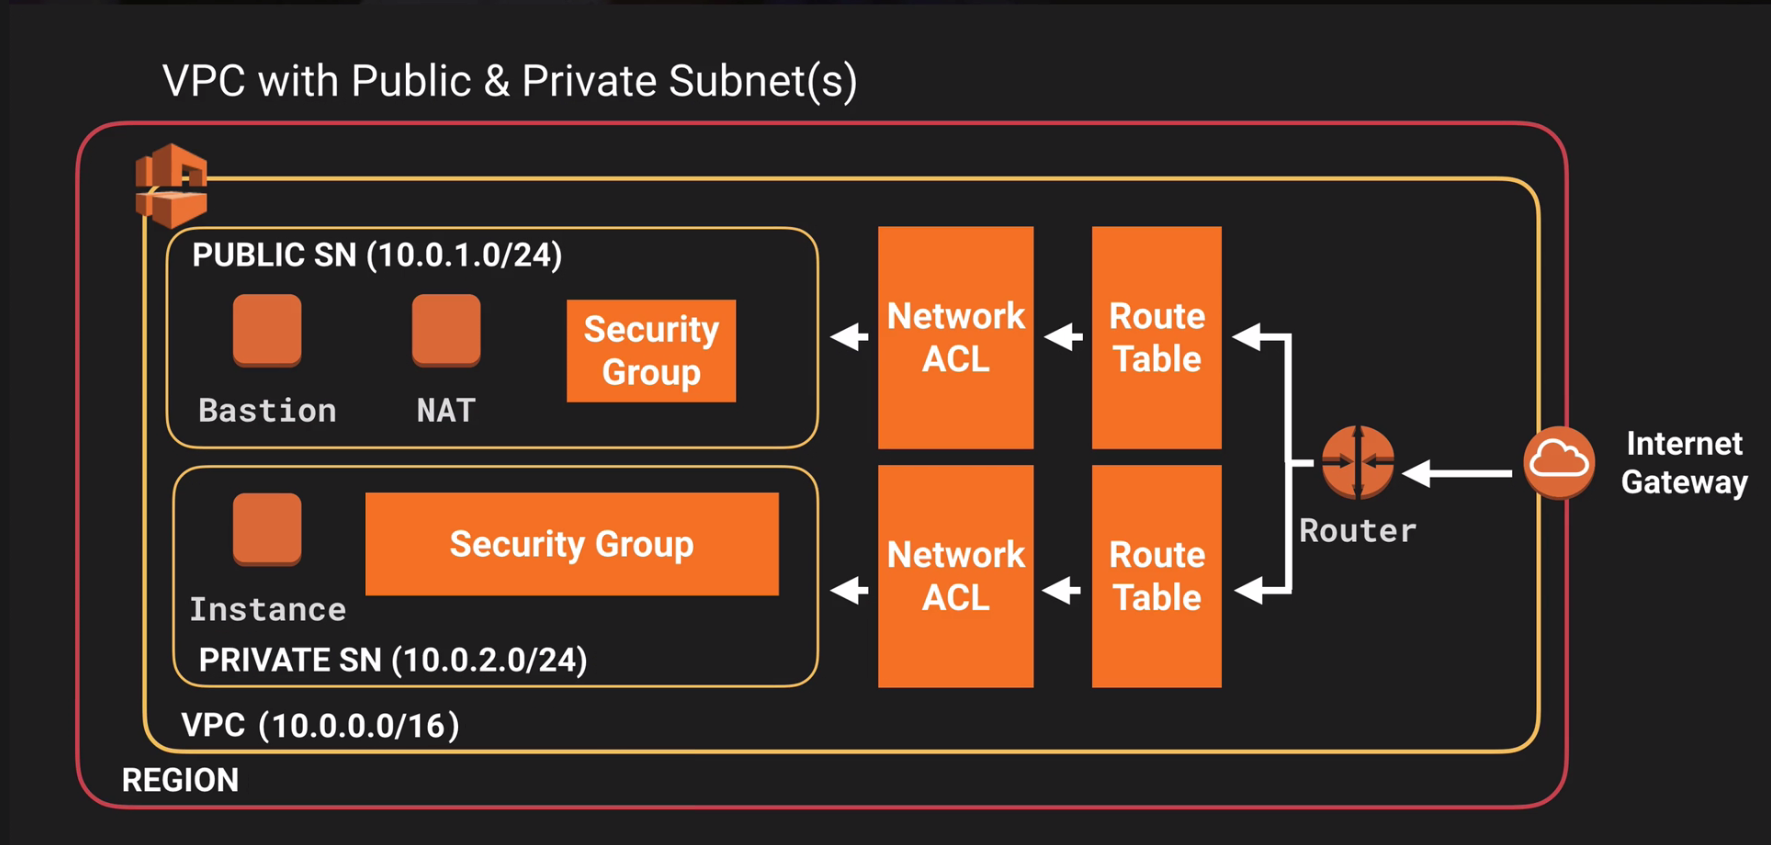 VPC with Public & Private Subnet(s)
PUBLIC SN (10.0.1.0/24)
Bastion
NAT
Security
Group
Network
ACL
Route
Table
Instance
Security Group
PRIVATE SN (10.0.2.0/24)
Network
ACL
Route
Table
Router
Internet
Gateway
VPC (10.0.0.0/16)
REGION